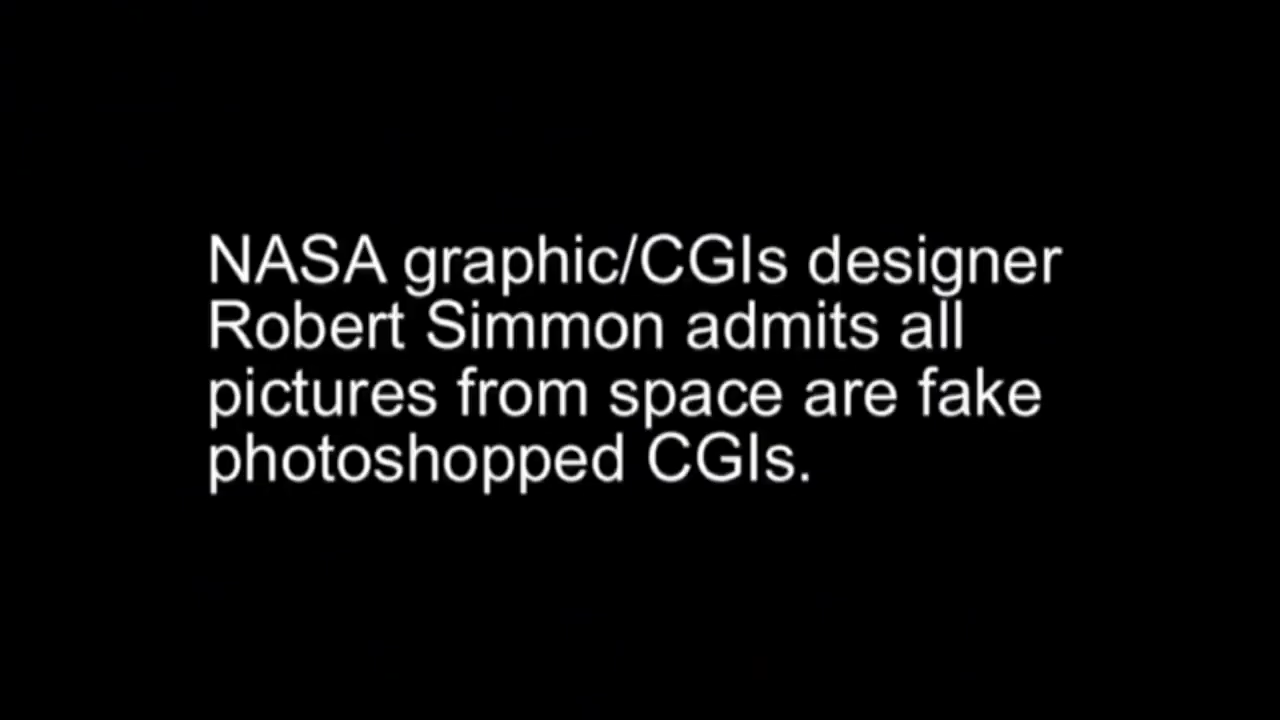 NASA graphic/CGIs designer
Robert Simmon admits all
pictures from space are fake
photoshopped CGIs.